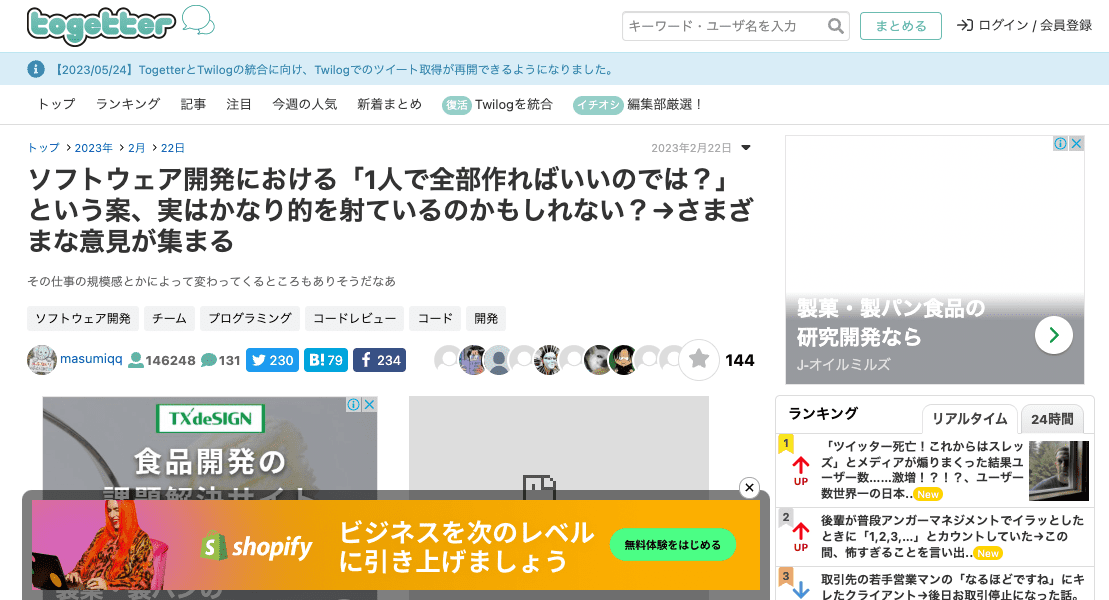 togetter
キーワード・ユーザ名を入力
まとめる
ログイン / 会員登録
【2023/05/24】TogetterとTwilogの統合に向け、Twilogでのツイート取得が再開できるようになりました。
トップ ランキング 記事 注目 今週の人気 新着まとめ 復活 Twilogを統合 イチオシ 編集部厳選！
トップ 2023年 2月 22日
2023年2月22日
ソフトウェア開発における「1人で全部作ればいいのでは？」
という案、実はかなり的を射ているのかもしれない？→さまざ
まな意見が集まる
その仕事の規模感とかによって変わってくるところもありそうだなあ
ソフトウェア開発 チーム プログラミング コードレビュー コード 開発
masumiqq 146248 131 230 B! 79 f 234
144
TXdeSIGN
食品開発の
課題解決サイト
shopify
ビジネスを次のレベル
に引き上げましょう
無料体験をはじめる
製菓・製パン食品の
研究開発なら
J-オイルミルズ
ランキング
リアルタイム
24時間
1
UP
「ツイッター死亡！これからはスレッ
ズ」とメディアが煽りまくった結果ユ
ーザー数……激増！？！？、ユーザー
数世界一の日本.. New
2
UP
後輩が普段アンガーマネジメントでイラッとした
ときに「1,2,3,…」とカウントしていた→この
間、怖すぎることを言い出.. New
3
取引先の若手営業マンの「なるほどですね」にキ
レたクライアント→後日お取引停止になった話。